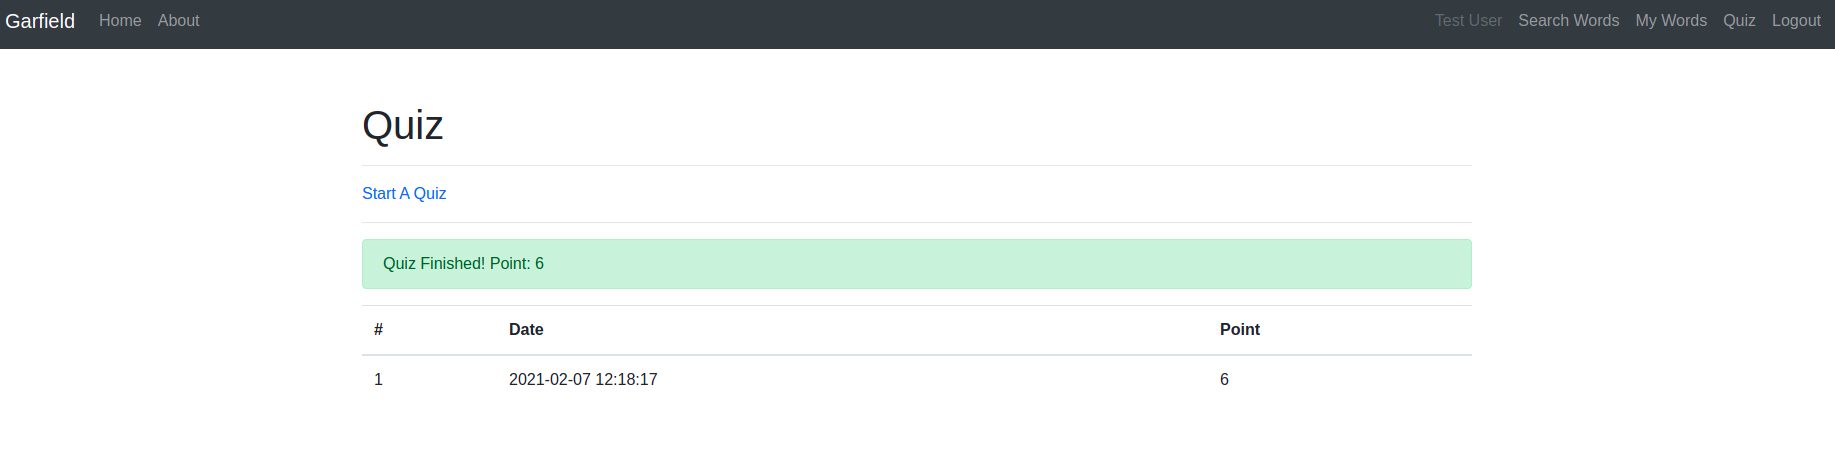 Garfield Home About Test User Search Words My Words Quiz Logout
Quiz
Start A Quiz
Quiz Finished! Point: 6
# Date Point
1 2021-02-07 12:18:17 6